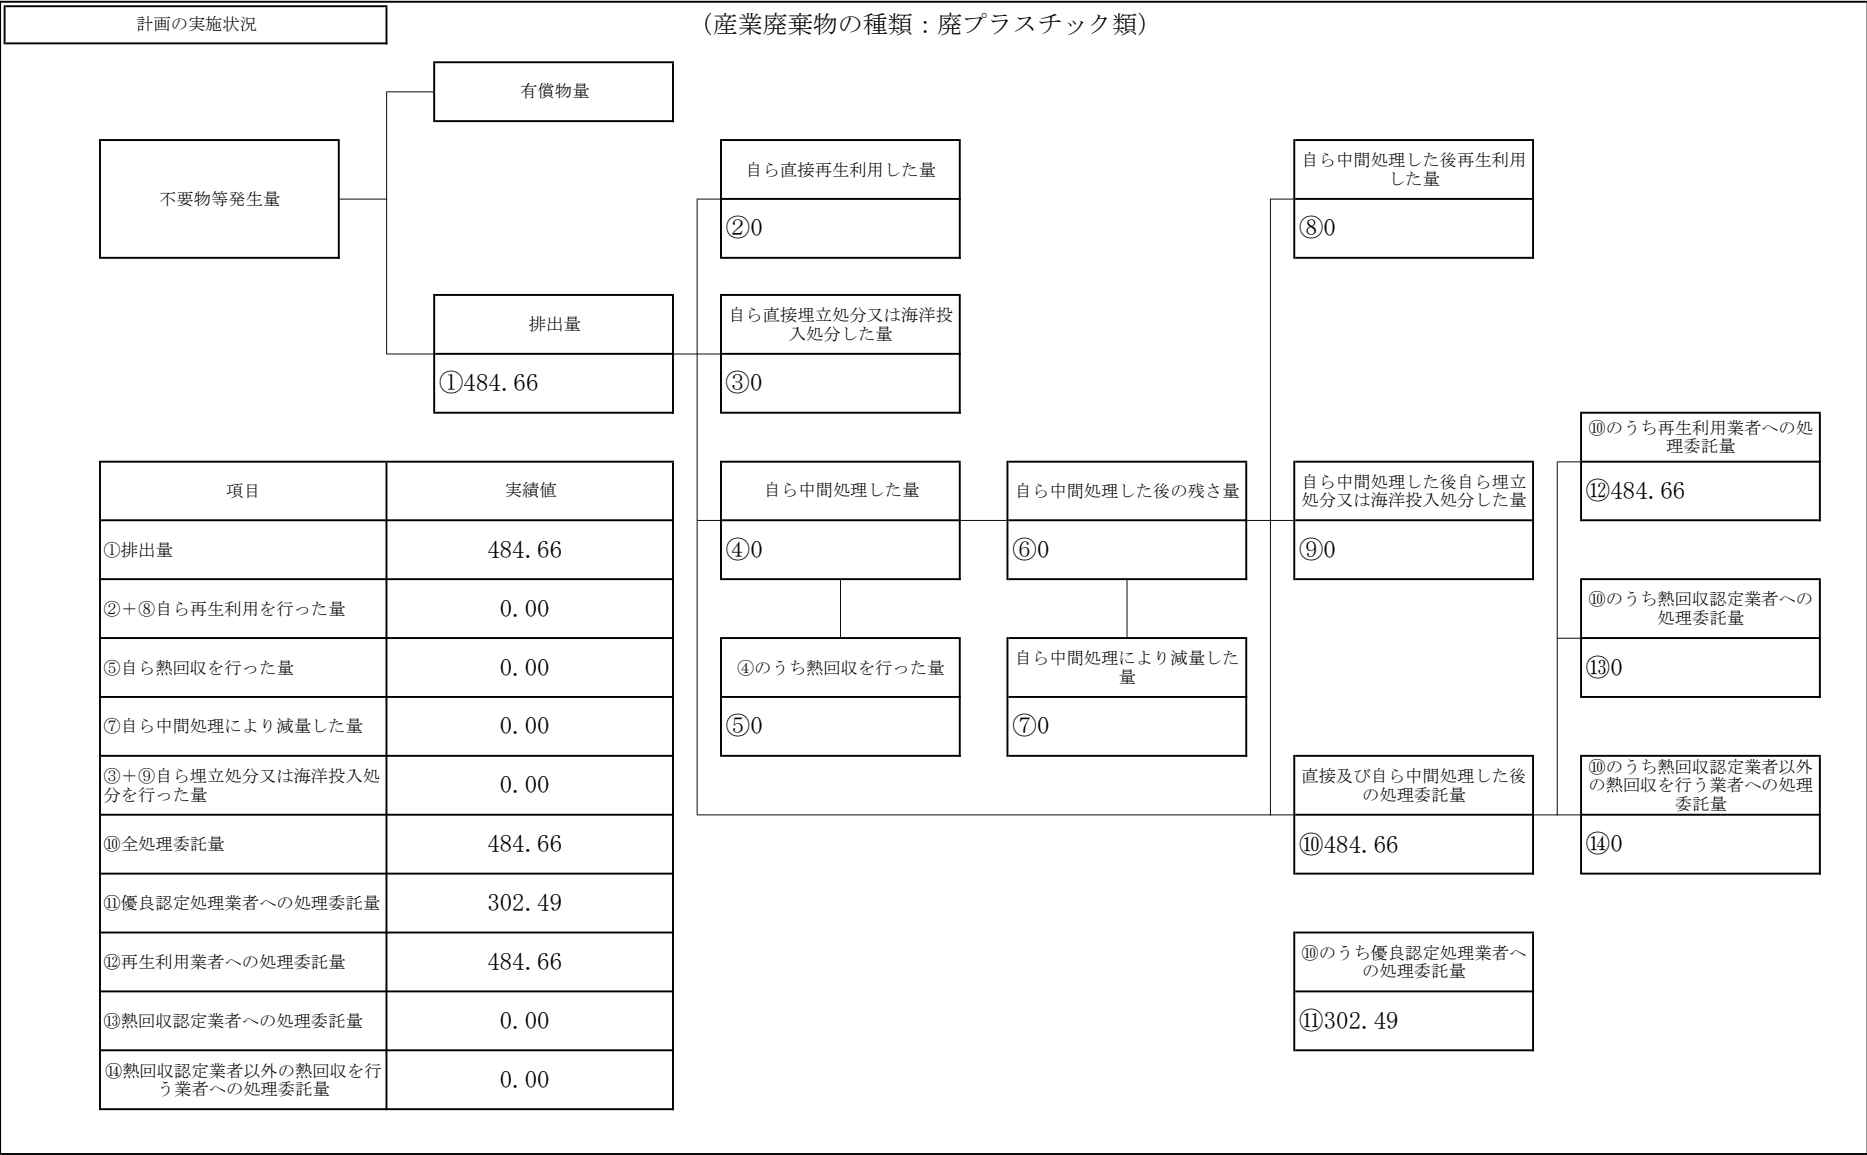 計画の実施状況
（産業廃棄物の種類：廃プラスチック類）
有償物量
不要物等発生量
自ら直接再生利用した量
②0
自ら中間処理した後再生利用
した量
⑧0
排出量
①484.66
自ら直接埋立処分又は海洋投
入処分した量
③0
⑩のうち再生利用業者への処
理委託量
⑫484.66
自ら中間処理した量
④0
自ら中間処理した後の残さ量
⑥0
自ら中間処理した後自ら埋立
処分又は海洋投入処分した量
⑨0
⑩のうち熱回収認定業者への
処理委託量
⑬0
④のうち熱回収を行った量
⑤0
自ら中間処理により減量した
量
⑦0
直接及び自ら中間処理した後
の処理委託量
⑩484.66
⑩のうち熱回収認定業者以外
の熱回収を行う業者への処理
委託量
⑭0
⑩のうち優良認定処理業者へ
の処理委託量
⑪302.49
項目 実績値
①排出量 484.66
②＋⑧自ら再生利用を行った量 0.00
⑤自ら熱回収を行った量 0.00
⑦自ら中間処理により減量した量 0.00
③＋⑨自ら埋立処分又は海洋投入処
分を行った量 0.00
⑩全処理委託量 484.66
⑪優良認定処理業者への処理委託量 302.49
⑫再生利用業者への処理委託量 484.66
⑬熱回収認定業者への処理委託量 0.00
⑭熱回収認定業者以外の熱回収を行
う業者への処理委託量 0.00